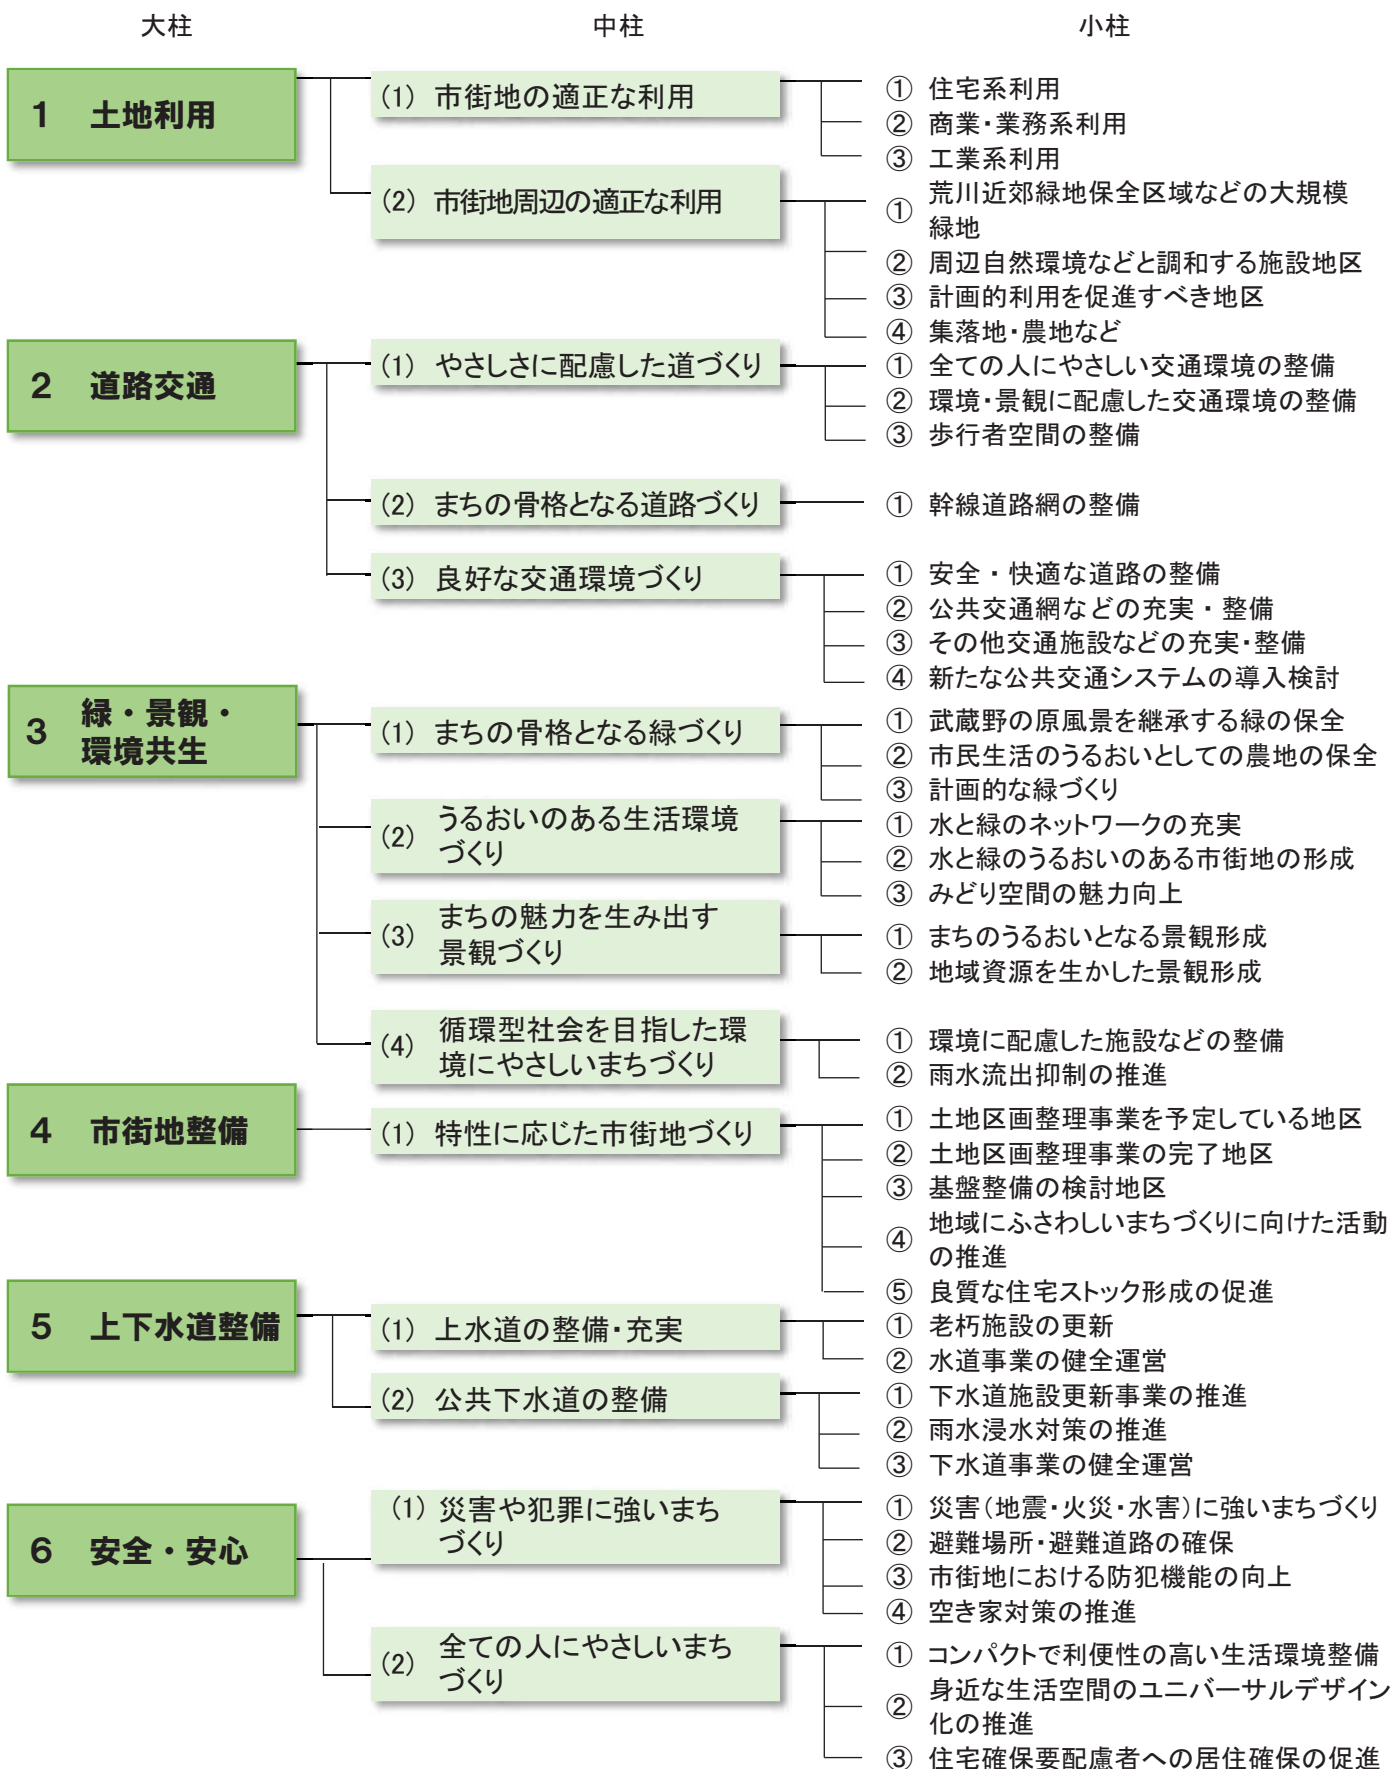 大柱
中柱
小柱
1 土地利用
(1) 市街地の適正な利用
① 住宅系利用
② 商業・業務系利用
③ 工業系利用
(2) 市街地周辺の適正な利用
① 荒川近郊緑地保全区域などの大規模
緑地
② 周辺自然環境などと調和する施設地区
③ 計画的利用を促進すべき地区
④ 集落地・農地など
2 道路交通
(1) やさしさに配慮した道づくり
① 全ての人にやさしい交通環境の整備
② 環境・景観に配慮した交通環境の整備
③ 歩行者空間の整備
(2) まちの骨格となる道路づくり
① 幹線道路網の整備
(3) 良好な交通環境づくり
① 安全・快適な道路の整備
② 公共交通網などの充実・整備
③ その他交通施設などの充実・整備
④ 新たな公共交通システムの導入検討
3 緑・景観・
環境共生
(1) まちの骨格となる緑づくり
① 武蔵野の原風景を継承する緑の保全
② 市民生活のうるおいとしての農地の保全
③ 計画的な緑づくり
(2) うるおいのある生活環境
づくり
① 水と緑のネットワークの充実
② 水と緑のうるおいのある市街地の形成
③ みどり空間の魅力向上
(3) まちの魅力を生み出す
景観づくり
① まちのうるおいとなる景観形成
② 地域資源を生かした景観形成
(4) 循環型社会を目指した環
境にやさしいまちづくり
① 環境に配慮した施設などの整備
② 雨水流出抑制の推進
4 市街地整備
(1) 特性に応じた市街地づくり
① 土地区画整理事業を予定している地区
② 土地区画整理事業の完了地区
③ 基盤整備の検討地区
④ 地域にふさわしいまちづくりに向けた活動
の推進
⑤ 良質な住宅ストック形成の促進
5 上下水道整備
(1) 上水道の整備・充実
① 老朽施設の更新
② 水道事業の健全運営
(2) 公共下水道の整備
① 下水道施設更新事業の推進
② 雨水浸水対策の推進
③ 下水道事業の健全運営
6 安全・安心
(1) 災害や犯罪に強いまち
づくり
① 災害(地震・火災・水害)に強いまちづくり
② 避難場所・避難道路の確保
③ 市街地における防犯機能の向上
④ 空き家対策の推進
(2) 全ての人にやさしいまち
づくり
① コンパクトで利便性の高い生活環境整備
② 身近な生活空間のユニバーサルデザイン
化の推進
③ 住宅確保要配慮者への居住確保の促進